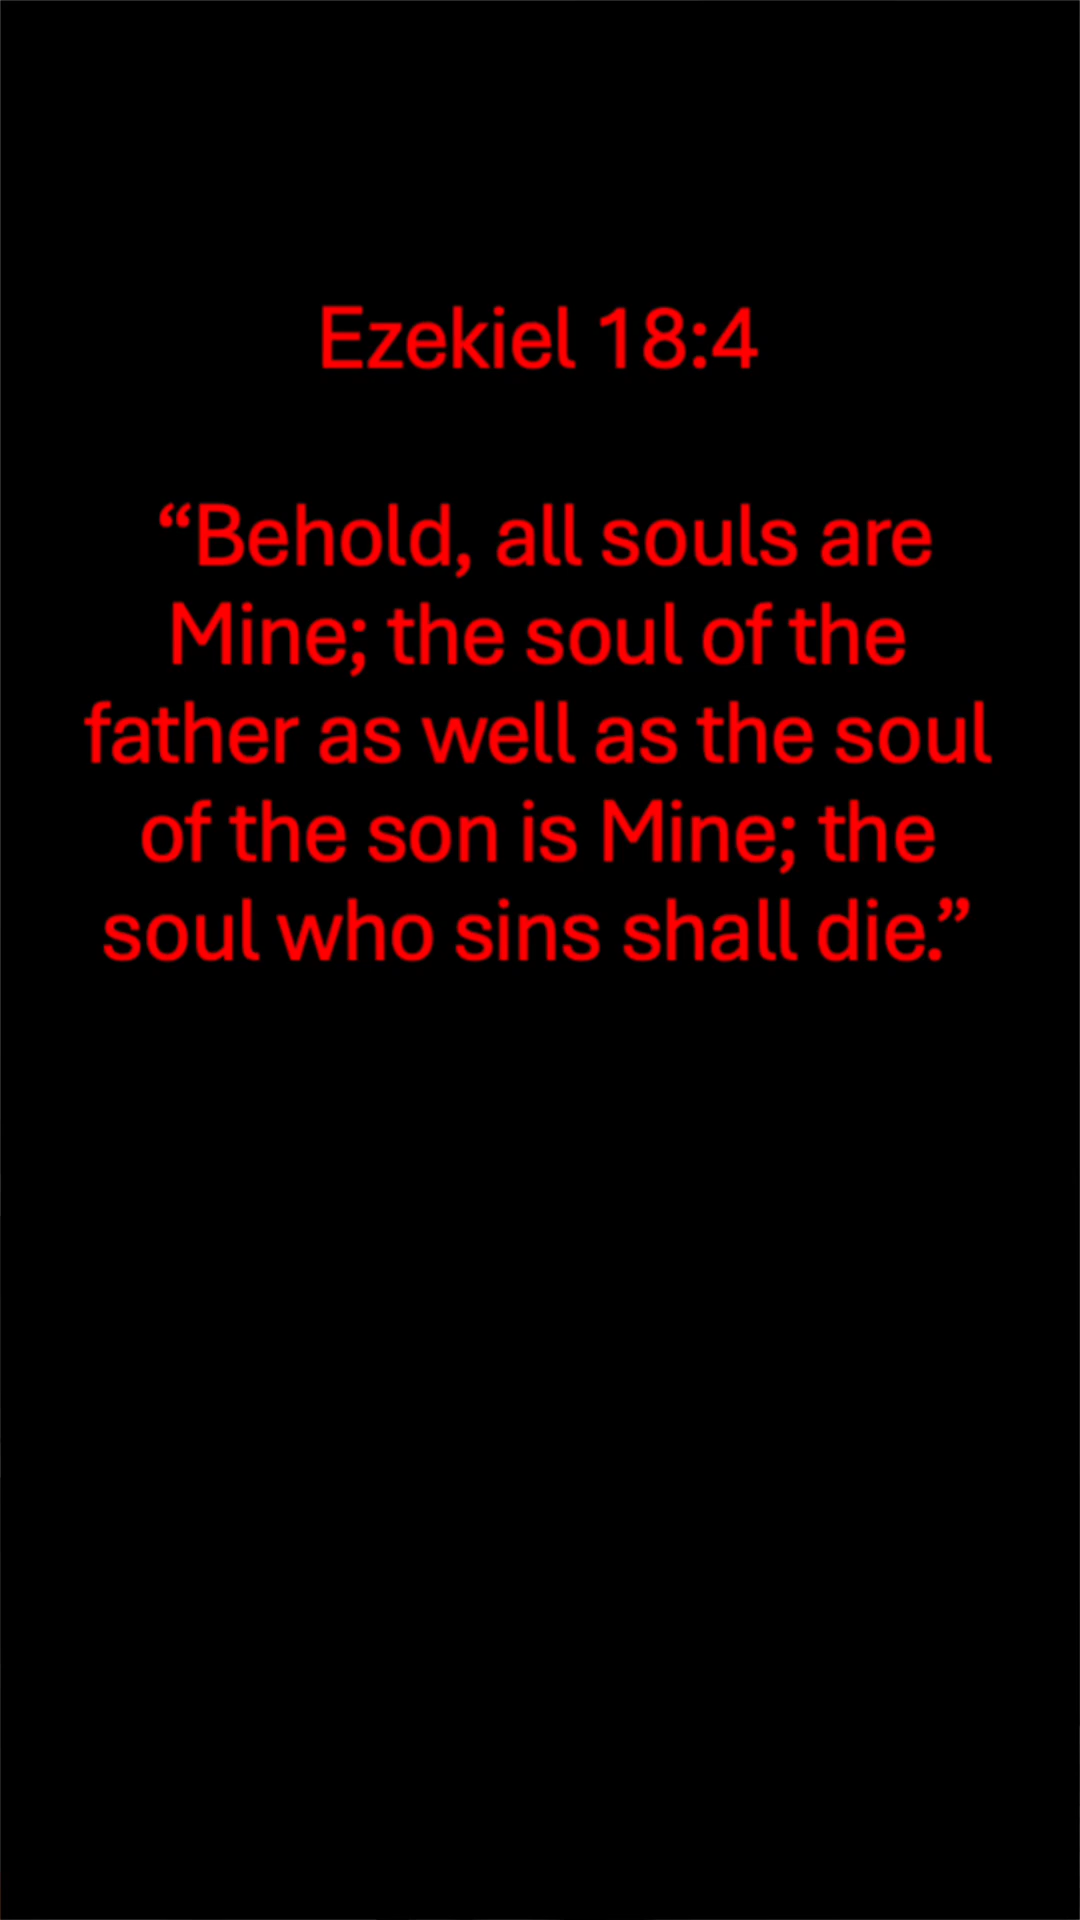 Ezekiel 18:4
“Behold, all souls are
Mine; the soul of the
father as well as the soul
of the son is Mine; the
soul who sins shall die.”